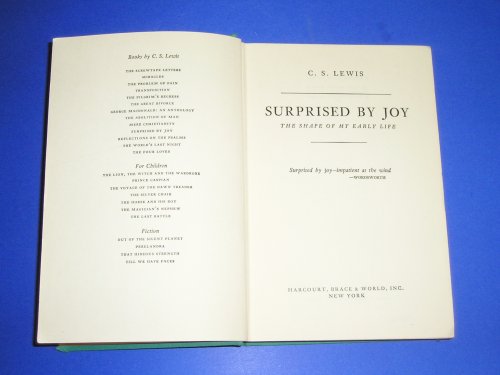 Books by C. S. Lewis
THE SCREWTAPE LETTERS
MIRACLES
THE PROBLEM OF PAIN
TRANSPOSITION
THE PILGRIM'S REGRESS
THE GREAT DIVORCE
GEORGE MACDONALD: AN ANTHOLOGY
THE ABOLITION OF MAN
MERE CHRISTIANITY
SURPRISED BY JOY
REFLECTIONS ON THE PSALMS
THE WORLD'S LAST NIGHT
THE FOUR LOVES
For Children
THE LION, THE WITCH AND THE WARDROBE
PRINCE CASPIAN
THE VOYAGE OF THE DAWN TREADER
THE SILVER CHAIR
THE HORSE AND HIS BOY
THE MAGICIAN'S NEPHEW
THE LAST BATTLE
Fiction
OUT OF THE SILENT PLANET
PERELANDRA
THAT HIDEOUS STRENGTH
TILL WE HAVE FACES
C. S. LEWIS
SURPRISED BY JOY
THE SHAPE OF MY EARLY LIFE
Surprised by joy—impatient as the wind
—WORDSWORTH
HARCOURT, BRACE & WORLD, INC.
NEW YORK